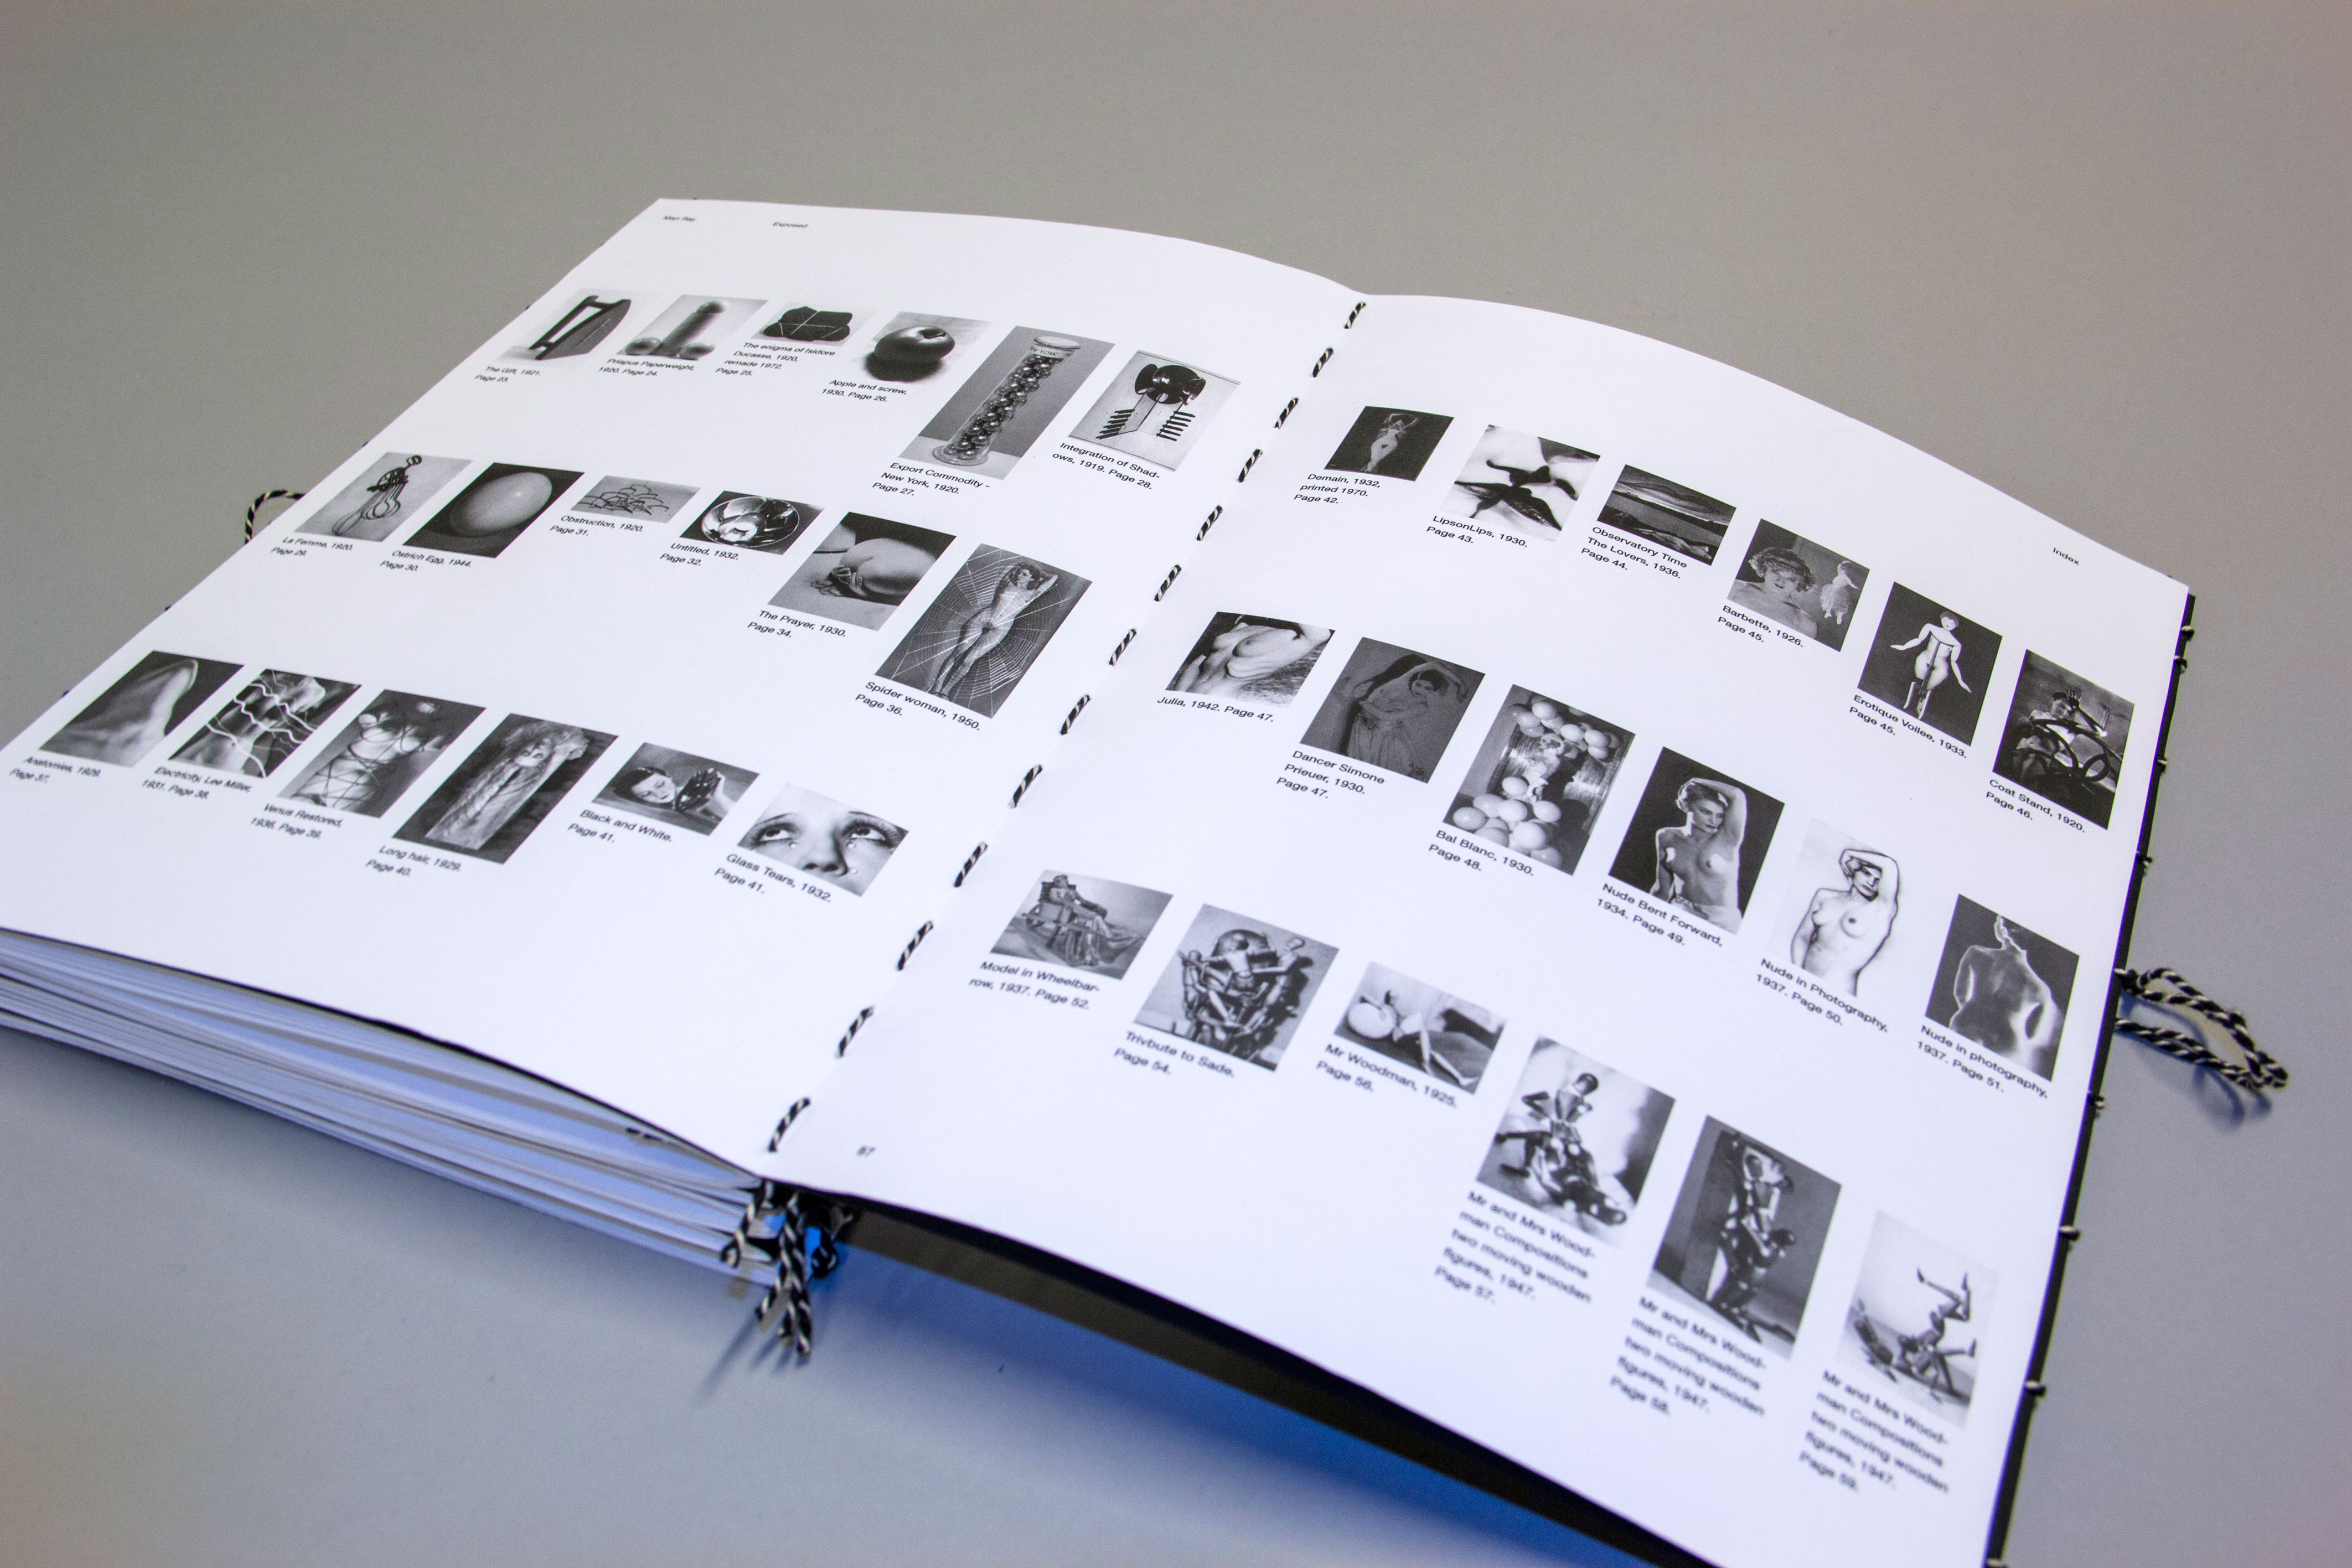 Man Ray
Exposed
The Gift, 1921.
Page 23.
Priapus Paperweight,
1920. Page 24.
The enigma of Isidore
Ducasse, 1920,
remade 1972.
Page 25.
Apple and screw,
1930. Page 26.
Export Commodity -
New York, 1920.
Page 27.
Integration of Shad-
ows, 1919. Page 28.
La Femme, 1920.
Page 29.
Ostrich Egg, 1944.
Page 30.
Obstruction, 1920.
Page 31.
Untitled, 1932.
Page 32.
The Prayer, 1930.
Page 34.
Spider woman, 1950.
Page 36.
Anatomies, 1929.
Page 37.
Electricity, Lee Miller,
1931. Page 38.
Venus Restored,
1936. Page 39.
Long hair, 1929.
Page 40.
Black and White.
Page 41.
Glass Tears, 1932.
Page 41.
Index
Demain, 1932,
printed 1970.
Page 42.
LipsonLips, 1930.
Page 43.
Observatory Time
The Lovers, 1936.
Page 44.
Barbette, 1926.
Page 45.
Erotique Voilee, 1933.
Page 45.
Coat Stand, 1920.
Page 46.
Julia, 1942. Page 47.
Dancer Simone
Prieuer, 1930.
Page 47.
Bal Blanc, 1930.
Page 48.
Nude Bent Forward,
1934. Page 49.
Nude in Photography,
1937. Page 50.
Nude in photography,
1937. Page 51.
Model in Wheelbar-
row, 1937. Page 52.
Trivbute to Sade.
Page 54.
Mr Woodman, 1925.
Page 56.
Mr and Mrs Wood-
man Compositions
two moving wooden
figures, 1947.
Page 57.
Mr and Mrs Wood-
man Compositions
two moving wooden
figures, 1947.
Page 58.
Mr and Mrs Wood-
man Compositions
two moving wooden
figures, 1947.
Page 59.